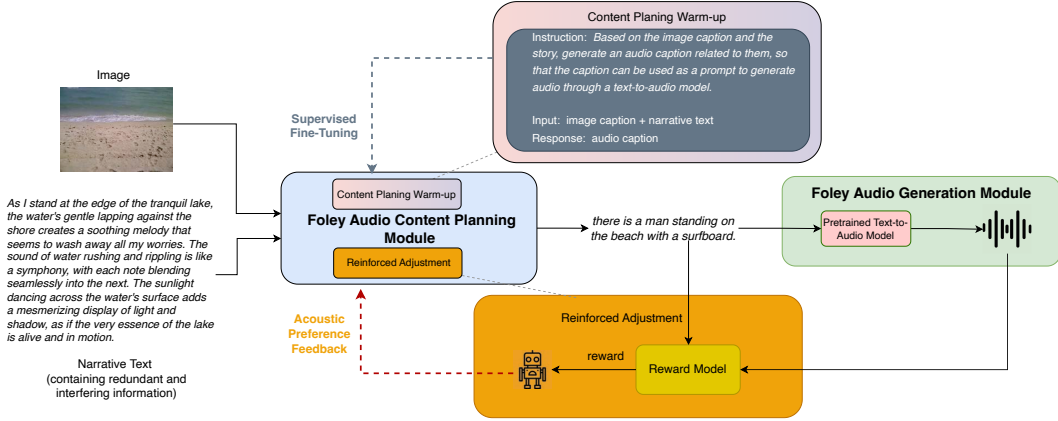 Content Planing Warm-up
Instruction: Based on the image caption and the
story, generate an audio caption related to them, so
that the caption can be used as a prompt to generate
audio through a text-to-audio model.
Input: image caption + narrative text
Response: audio caption
Image
Supervised
Fine-Tuning
As I stand at the edge of the tranquil lake,
the water's gentle lapping against the
shore creates a soothing melody that
seems to wash away all my worries. The
sound of water rushing and rippling is like
a symphony, with each note blending
seamlessly into the next. The sunlight
dancing across the water's surface adds
a mesmerizing display of light and
shadow, as if the very essence of the lake
is alive and in motion.
Narrative Text
(containing redundant and
interfering information)
Content Planing Warm-up
Foley Audio Content Planning
Module
Reinforced Adjustment
there is a man standing on
the beach with a surfboard.
Foley Audio Generation Module
Pretrained Text-to-
Audio Model
Acoustic
Preference
Feedback
Reinforced Adjustment
reward
Reward Model